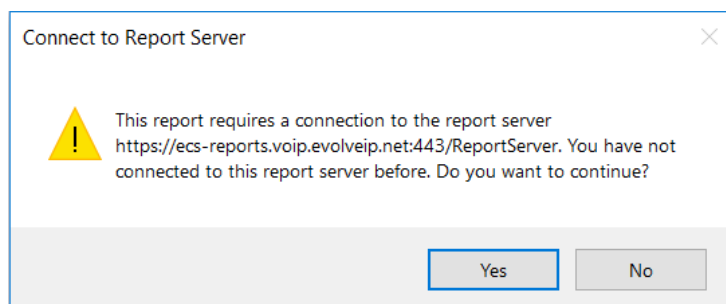 Connect to Report Server
This report requires a connection to the report server
https://ecs-reports.voip.evolveip.net:443/ReportServer. You have not
connected to this report server before. Do you want to continue?
Yes No